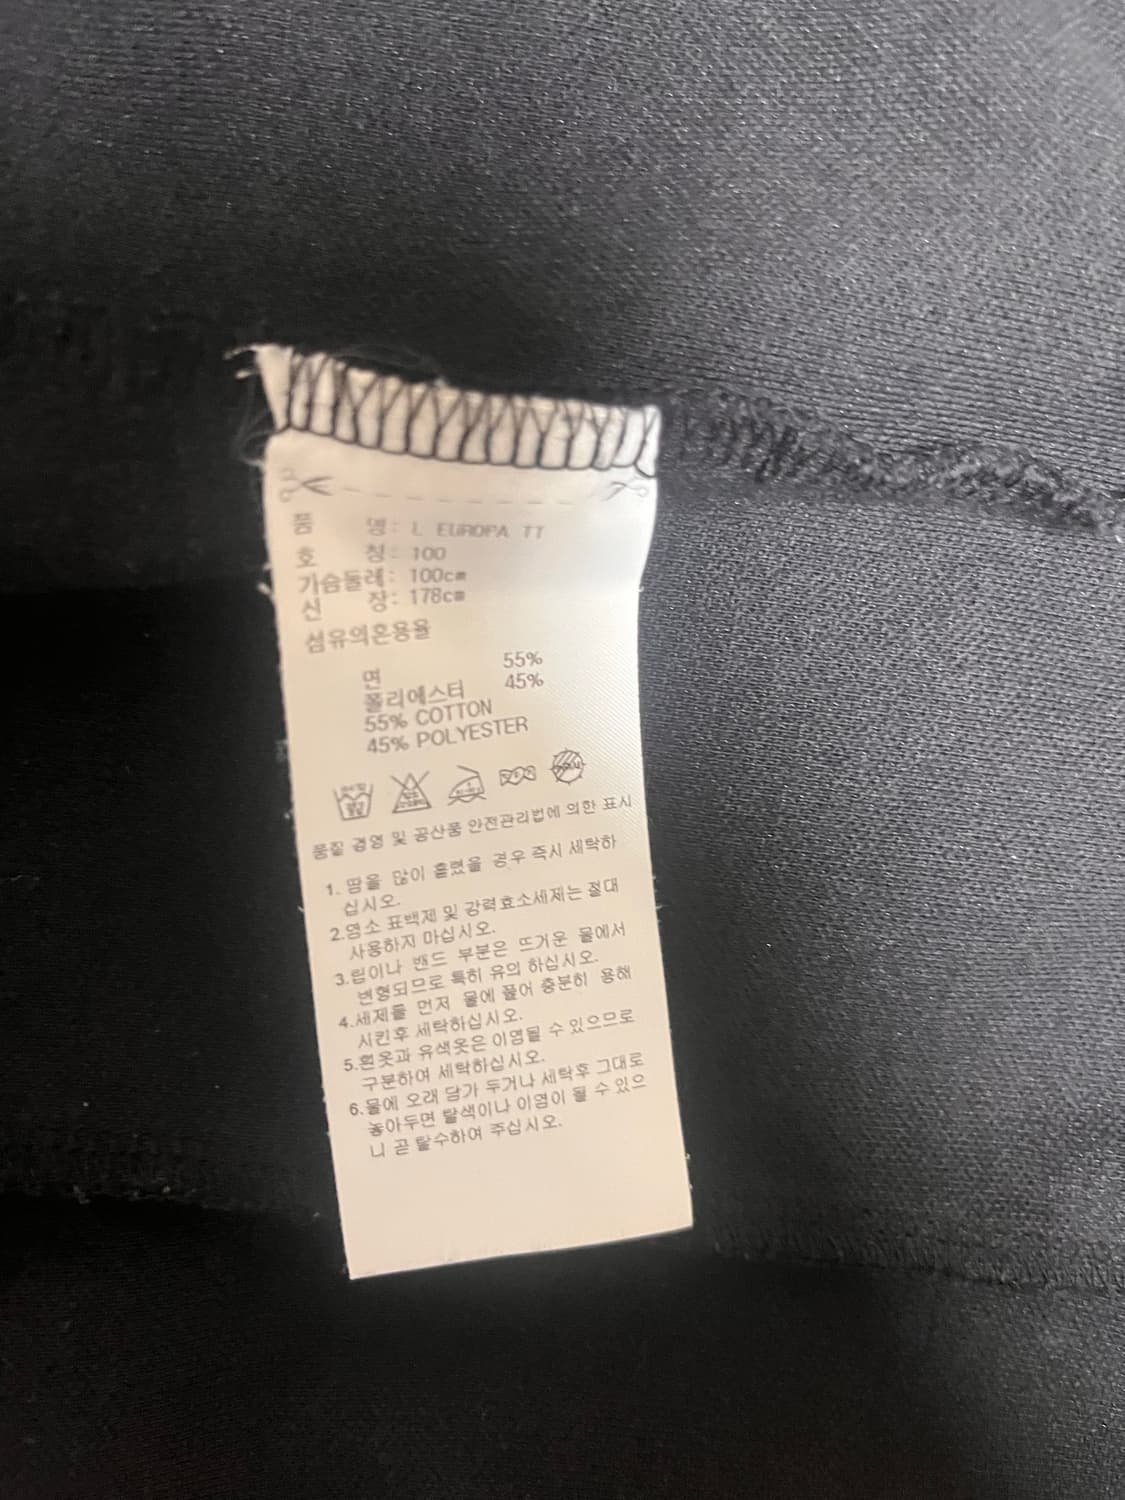 품 명: L EUROPA TT
호 칭: 100
가슴둘레: 100cm
신 장: 178cm
섬유의혼용율
면 55%
폴리에스터 45%
55% COTTON
45% POLYESTER
품질 경영 및 공산품 안전관리법에 의한 표시
1. 땀을 많이 흘렸을 경우 즉시 세탁하
십시오.
2.염소 표백제 및 강력효소세제는 절대
사용하지 마십시오.
3.립이나 밴드 부분은 뜨거운 물에서
변형되므로 특히 유의 하십시오.
4.세제를 먼저 물에 풀어 충분히 용해
시킨후 세탁하십시오.
5.흰옷과 유색옷은 이염될 수 있으므로
구분하여 세탁하십시오.
6.물에 오래 담가 두거나 세탁후 그대로
놓아두면 탈색이나 이염이 될 수 있으
니 곧 탈수하여 주십시오.